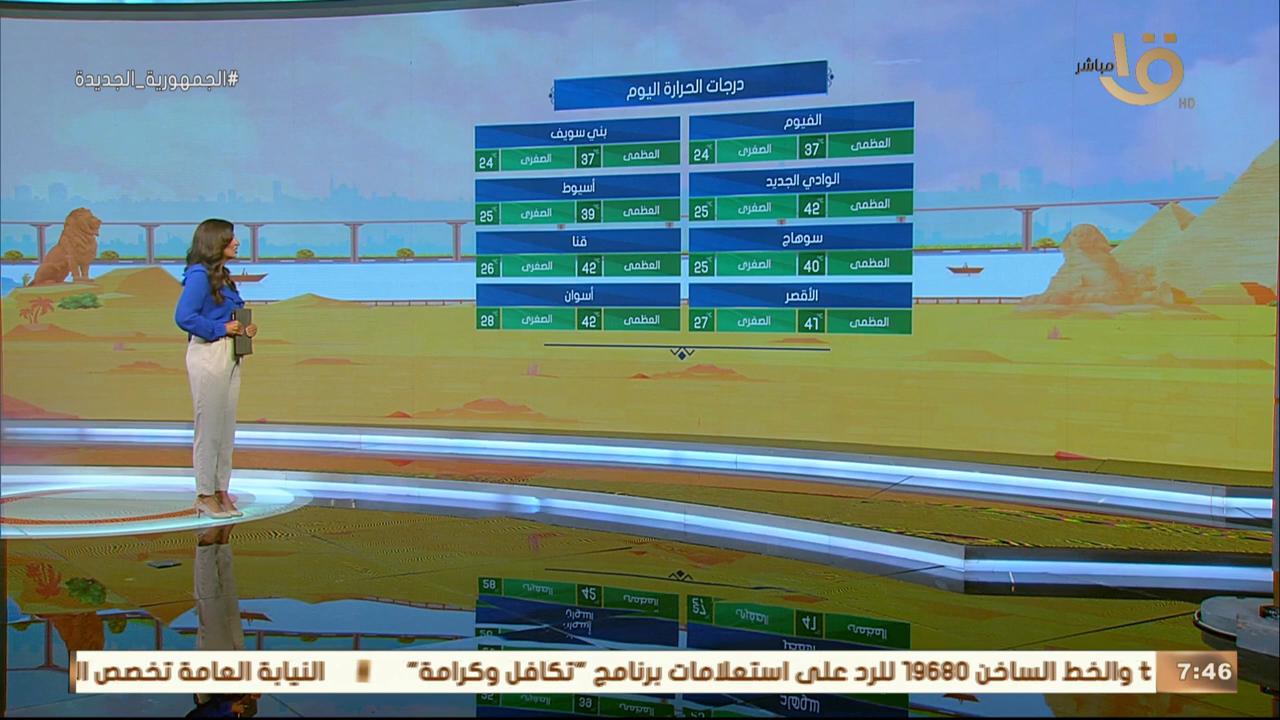 #الجمهورية_الجديدة
مباشر
HD
درجات الحرارة اليوم
الفيوم
العظمى 37 الصغرى 24
بني سويف
العظمى 37 الصغرى 24
الوادي الجديد
العظمى 42 الصغرى 25
أسيوط
العظمى 39 الصغرى 25
سوهاج
العظمى 40 الصغرى 25
قنا
العظمى 42 الصغرى 26
الأقصر
العظمى 41 الصغرى 27
أسوان
العظمى 42 الصغرى 28
7:46
t والخط الساخن 19680 للرد على استعلامات برنامج "تكافل وكرامة" النيابة العامة تخصص